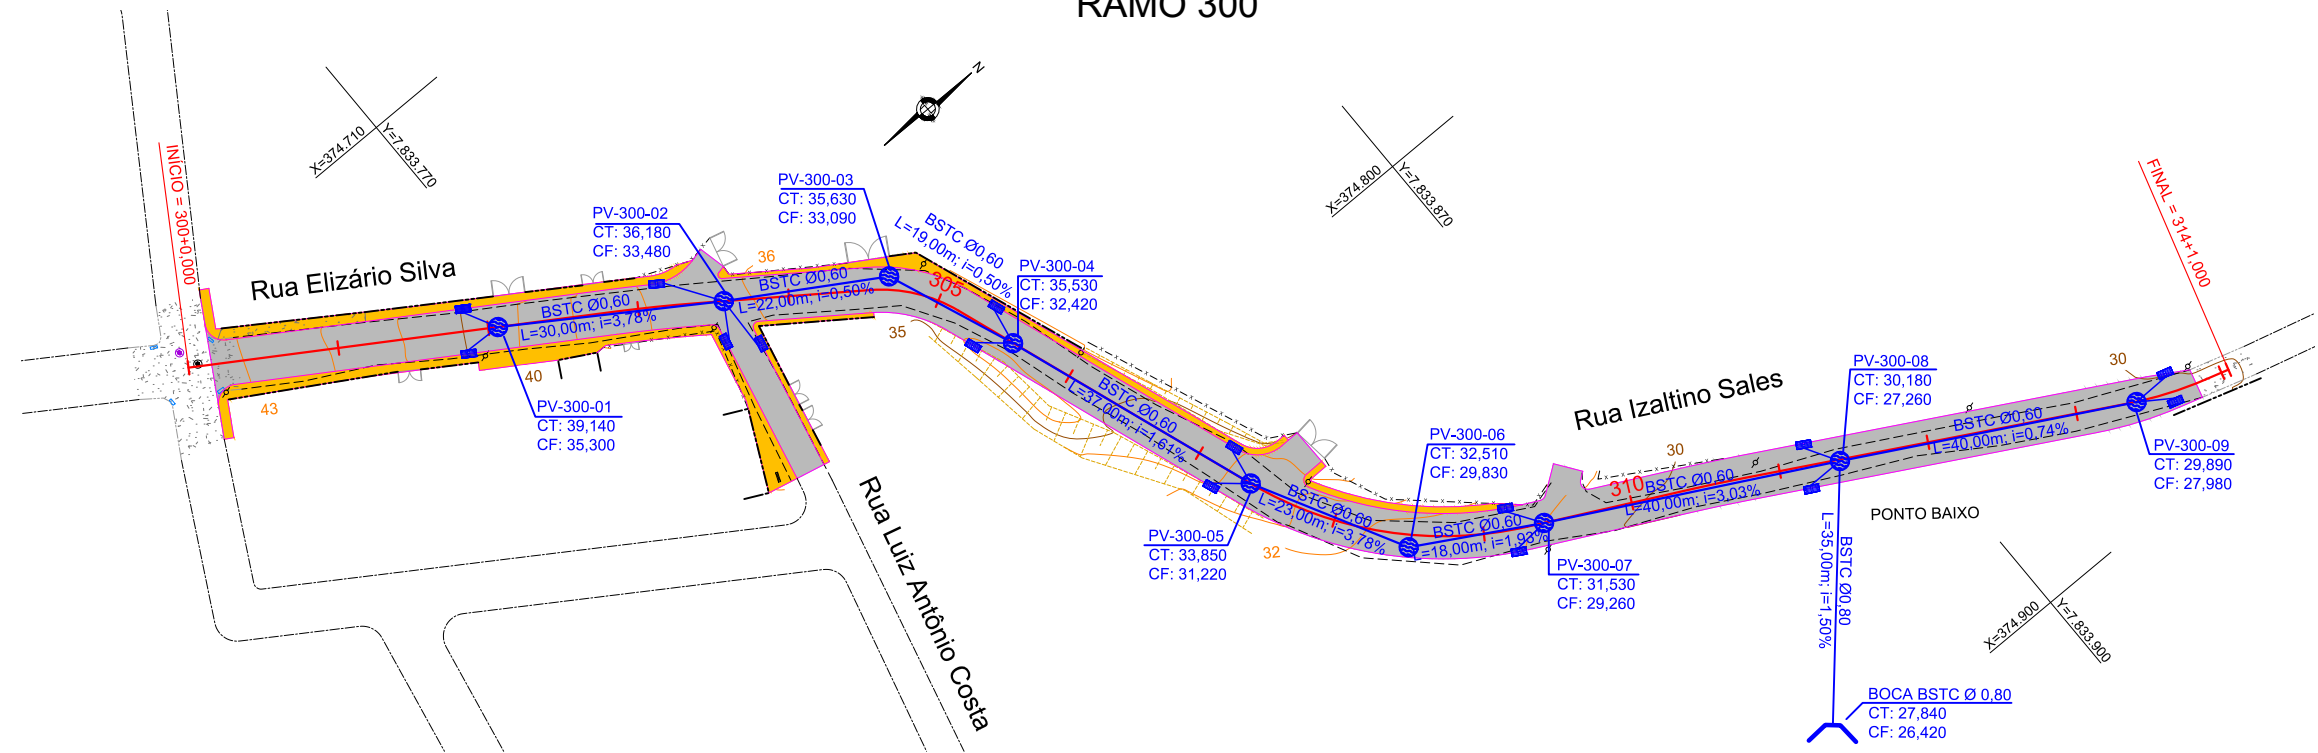 RAMO 300
INÍCIO = 300+0,000
X=374.710
Y=7.833.770
Rua Elizário Silva
43
40
PV-300-01
CT: 39,140
CF: 35,300
BSTC Ø0,60
L=30,00m; i=3,78%
PV-300-02
CT: 36,180
CF: 33,480
36
BSTC Ø0,60
L=22,00m; i=0,50%
PV-300-03
CT: 35,630
CF: 33,090
N
BSTC Ø0,60
L=19,00m; i=0,50%
305
35
PV-300-04
CT: 35,530
CF: 32,420
BSTC Ø0,60
L=37,00m; i=1,61%
Rua Luiz Antônio Costa
PV-300-05
CT: 33,850
CF: 31,220
BSTC Ø0,60
L=23,00m; i=3,78%
32
32
X=374.800
Y=7.833.870
PV-300-06
CT: 32,510
CF: 29,830
BSTC Ø0,60
=18,00m; i=1,93%
PV-300-07
CT: 31,530
CF: 29,260
Rua Izaltino Sales
30
310
BSTC Ø0,60
L=40,00m; i=3,03%
PV-300-08
CT: 30,180
CF: 27,260
PONTO BAIXO
BSTC Ø0,80
L=35,00m; i=1,50%
BOCA BSTC Ø 0,80
CT: 27,840
CF: 26,420
BSTC Ø0,60
L=40,00m; i=0,74%
30
PV-300-09
CT: 29,890
CF: 27,980
FINAL = 314+1,000
X=374.900
Y=7.833.900